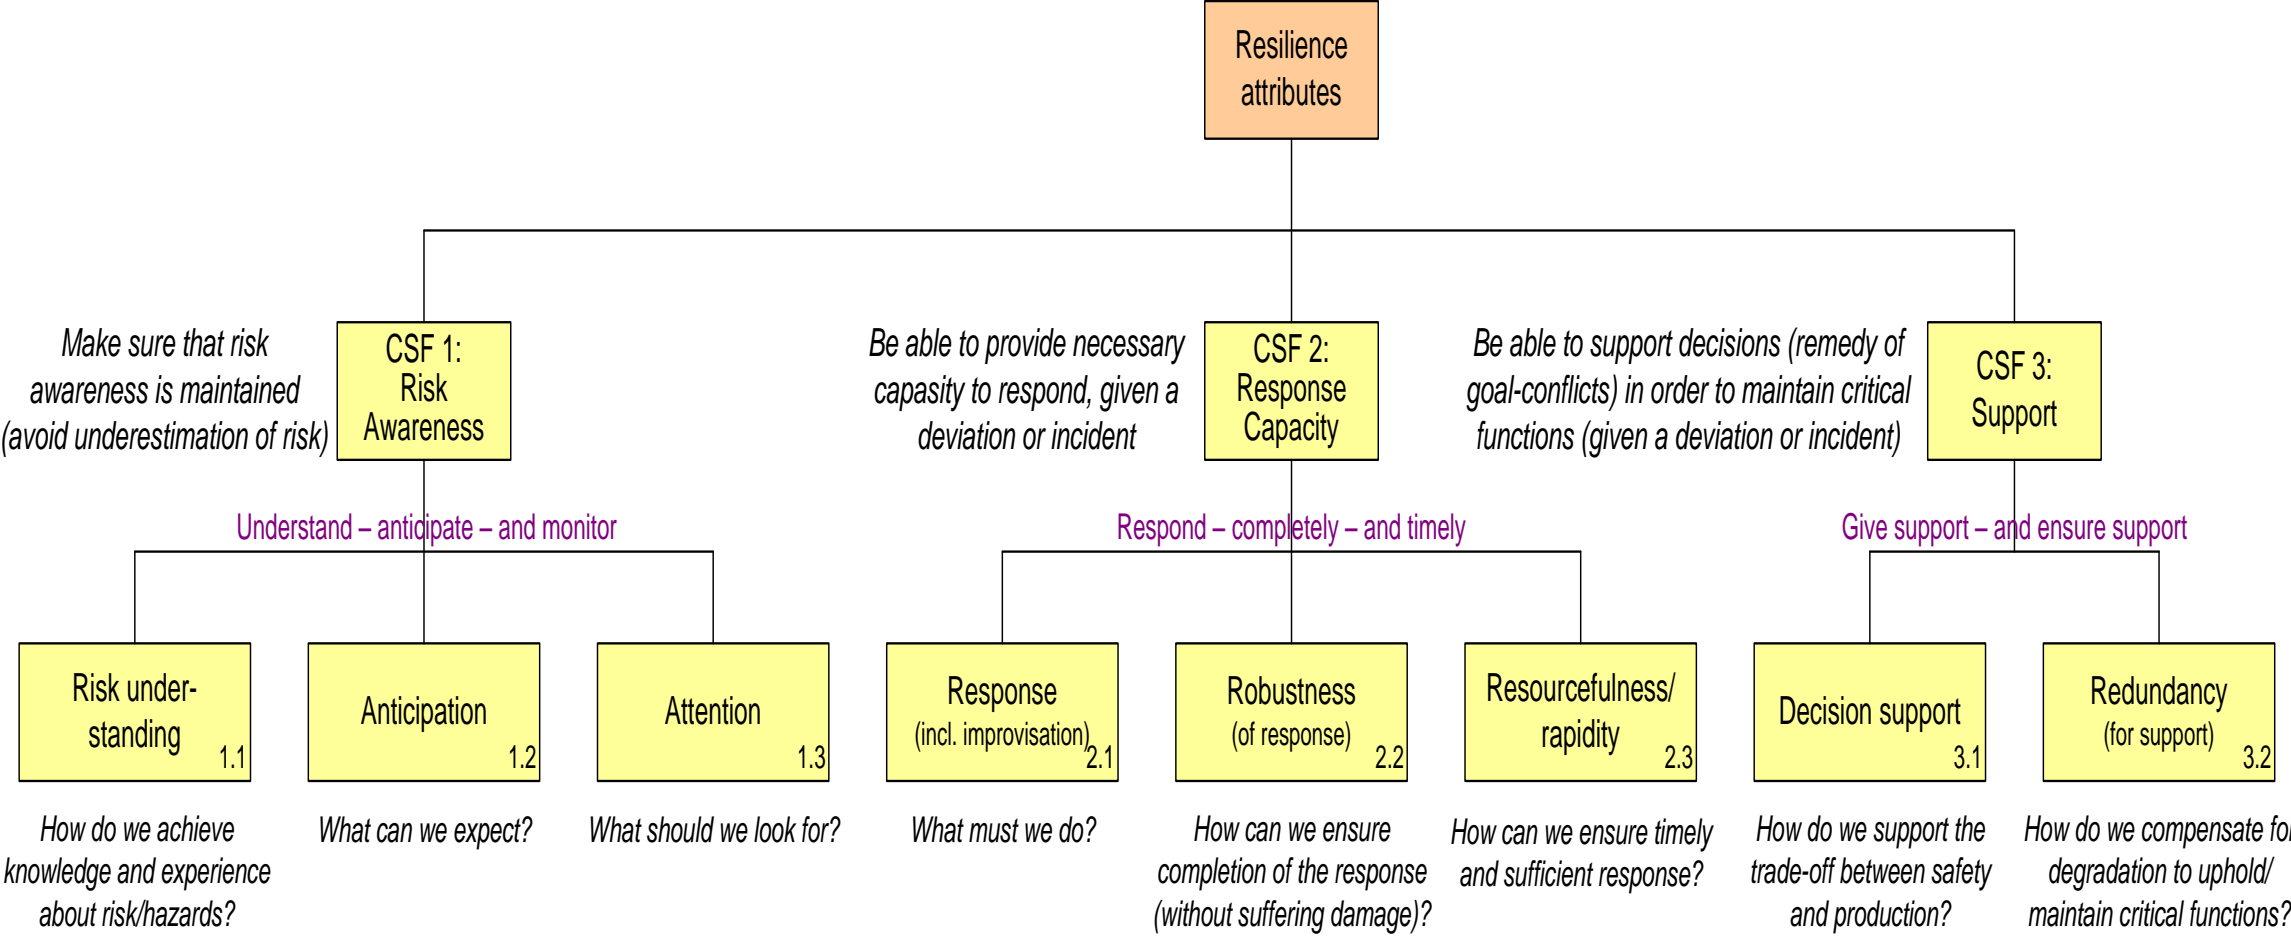 Resilience
attributes
Make sure that risk
awareness is maintained
(avoid underestimation of risk)
CSF 1:
Risk
Awareness
Be able to provide necessary
capasity to respond, given a
deviation or incident
CSF 2:
Response
Capacity
Be able to support decisions (remedy of
goal-conflicts) in order to maintain critical
functions (given a deviation or incident)
CSF 3:
Support
Understand – anticipate – and monitor
Respond – completely – and timely
Give support – and ensure support
Risk under-
standing
1.1
Anticipation
1.2
Attention
1.3
Response
(incl. improvisation)
2.1
Robustness
(of response)
2.2
Resourcefulness/
rapidity
2.3
Decision support
3.1
Redundancy
(for support)
3.2
How do we achieve
knowledge and experience
about risk/hazards?
What can we expect?
What should we look for?
What must we do?
How can we ensure
completion of the response
(without suffering damage)?
How can we ensure timely
and sufficient response?
How do we support the
trade-off between safety
and production?
How do we compensate for
degradation to uphold/
maintain critical functions?